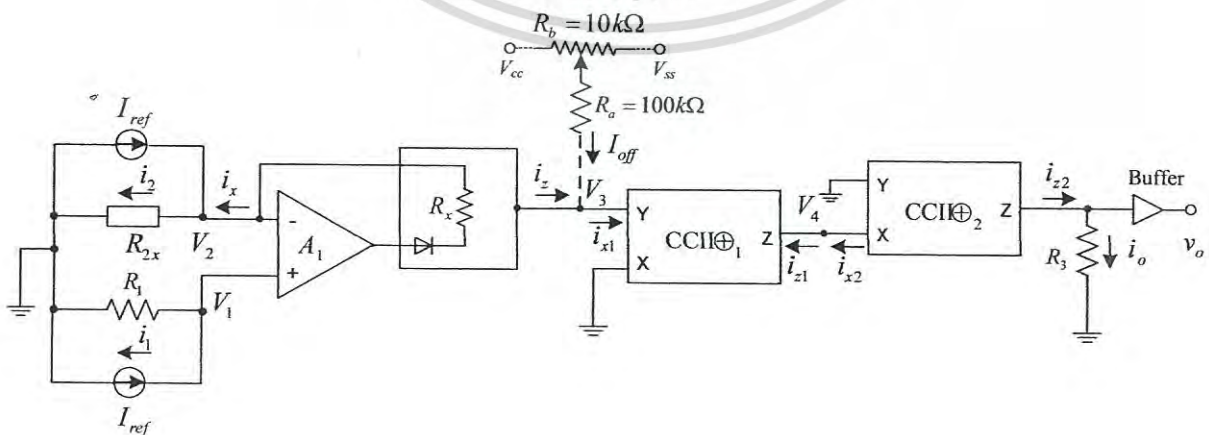 R_b = 10kΩ
V_cc
V_ss
R_a = 100kΩ
I_off
I_ref
i_2
i_x
R_2x
V_2
R_1
V_1
i_1
I_ref
-
A_1
+
R_x
i_z
V_3
i_x1
Y
CCII⊕_1
Z
X
V_4
i_z1
i_x2
Y
CCII⊕_2
Z
X
i_z2
Buffer
R_3
i_o
v_o